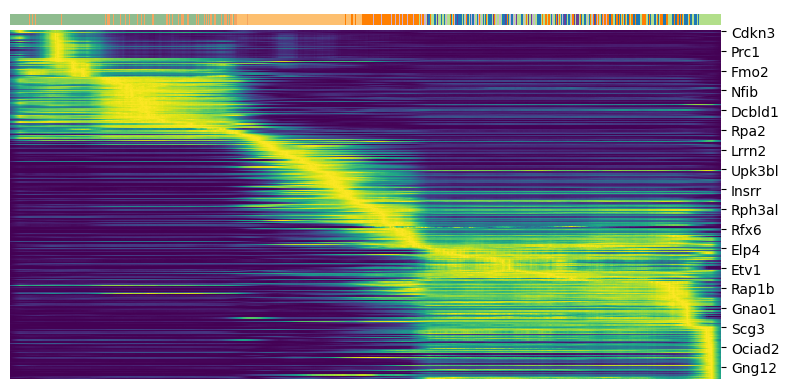 Cdkn3
Prc1
Fmo2
Nfib
Dcbld1
Rpa2
Lrrn2
Upk3bl
Insrr
Rph3al
Rfx6
Elp4
Etv1
Rap1b
Gnao1
Scg3
Ociad2
Gng12